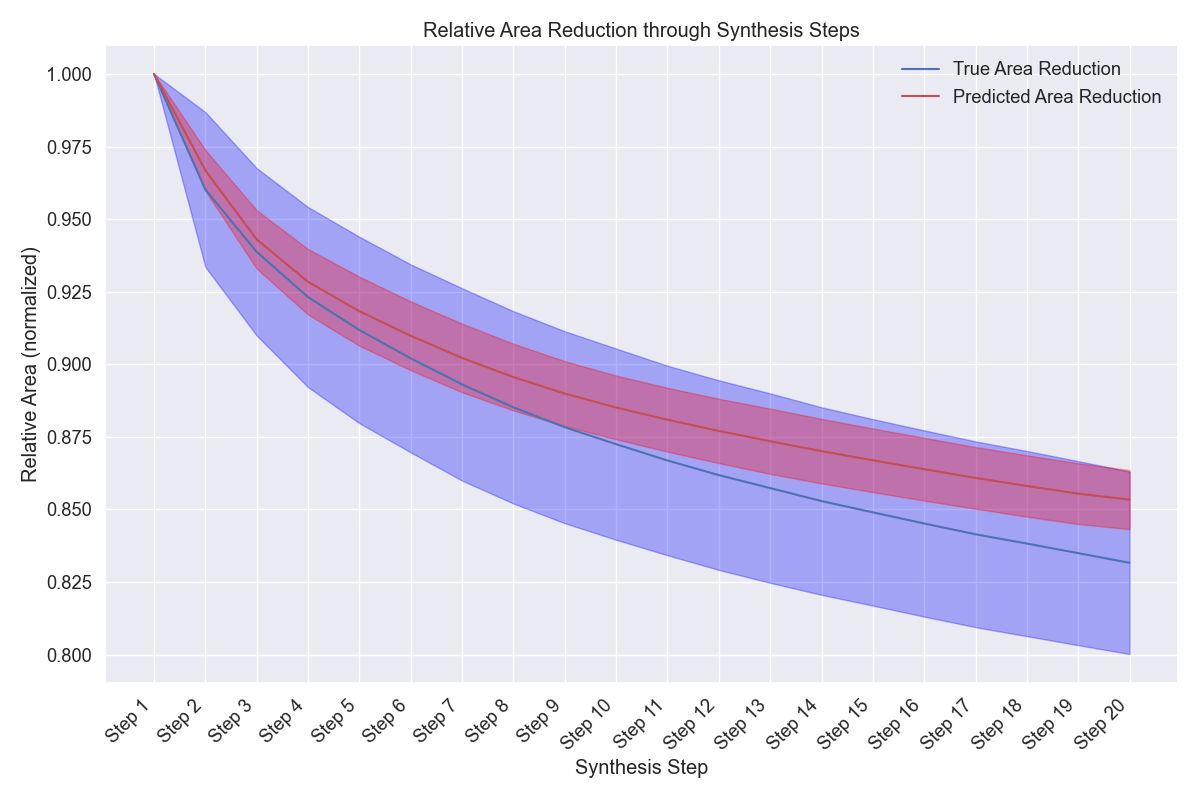 Relative Area Reduction through Synthesis Steps
True Area Reduction
Predicted Area Reduction
Relative Area (normalized)
1.000
0.975
0.950
0.925
0.900
0.875
0.850
0.825
0.800
Step 1
Step 2
Step 3
Step 4
Step 5
Step 6
Step 7
Step 8
Step 9
Step 10
Step 11
Step 12
Step 13
Step 14
Step 15
Step 16
Step 17
Step 18
Step 19
Step 20
Synthesis Step